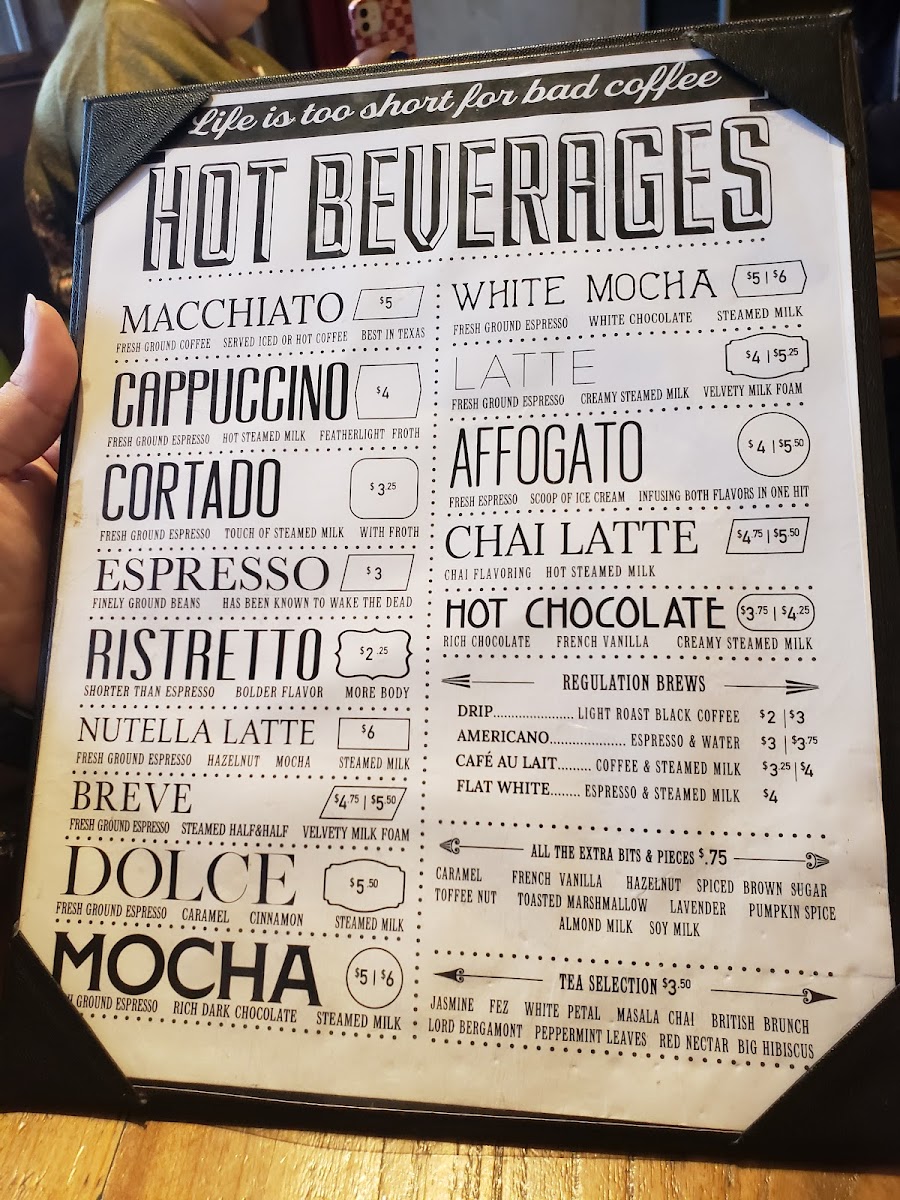 Life is too short for bad coffee
HOT BEVERAGES
MACCHIATO $5
FRESH GROUND COFFEE SERVED ICED OR HOT COFFEE BEST IN TEXAS
CAPPUCCINO $4
FRESH GROUND ESPRESSO HOT STEAMED MILK FEATHERLIGHT FROTH
CORTADO $3.25
FRESH GROUND ESPRESSO TOUCH OF STEAMED MILK WITH FROTH
ESPRESSO $3
FINELY GROUND BEANS HAS BEEN KNOWN TO WAKE THE DEAD
RISTRETTO $2.25
SHORTER THAN ESPRESSO BOLDER FLAVOR MORE BODY
NUTELLA LATTE $6
FRESH GROUND ESPRESSO HAZELNUT MOCHA STEAMED MILK
BREVE $4.75 | $5.50
FRESH GROUND ESPRESSO STEAMED HALF&HALF VELVETY MILK FOAM
DOLCE $5.50
FRESH GROUND ESPRESSO CARAMEL CINNAMON STEAMED MILK
MOCHA $5 | $6
GROUND ESPRESSO RICH DARK CHOCOLATE STEAMED MILK
WHITE MOCHA $5 | $6
FRESH GROUND ESPRESSO WHITE CHOCOLATE STEAMED MILK
LATTE $4 | $5.25
FRESH GROUND ESPRESSO CREAMY STEAMED MILK VELVETY MILK FOAM
AFFOGATO $4 | $5.50
FRESH ESPRESSO SCOOP OF ICE CREAM INFUSING BOTH FLAVORS IN ONE HIT
CHAI LATTE $4.75 | $5.50
CHAI FLAVORING HOT STEAMED MILK
HOT CHOCOLATE $3.75 | $4.25
RICH CHOCOLATE FRENCH VANILLA CREAMY STEAMED MILK
REGULATION BREWS
DRIP...................... LIGHT ROAST BLACK COFFEE $2 | $3
AMERICANO..................... ESPRESSO & WATER $3 | $3.75
CAFÉ AU LAIT......... COFFEE & STEAMED MILK $3.25 | $4
FLAT WHITE........ ESPRESSO & STEAMED MILK $4
ALL THE EXTRA BITS & PIECES $.75
CARAMEL FRENCH VANILLA HAZELNUT SPICED BROWN SUGAR
TOFFEE NUT TOASTED MARSHMALLOW LAVENDER PUMPKIN SPICE
ALMOND MILK SOY MILK
TEA SELECTION $3.50
JASMINE FEZ WHITE PETAL MASALA CHAI BRITISH BRUNCH
LORD BERGAMONT PEPPERMINT LEAVES RED NECTAR BIG HIBISCUS